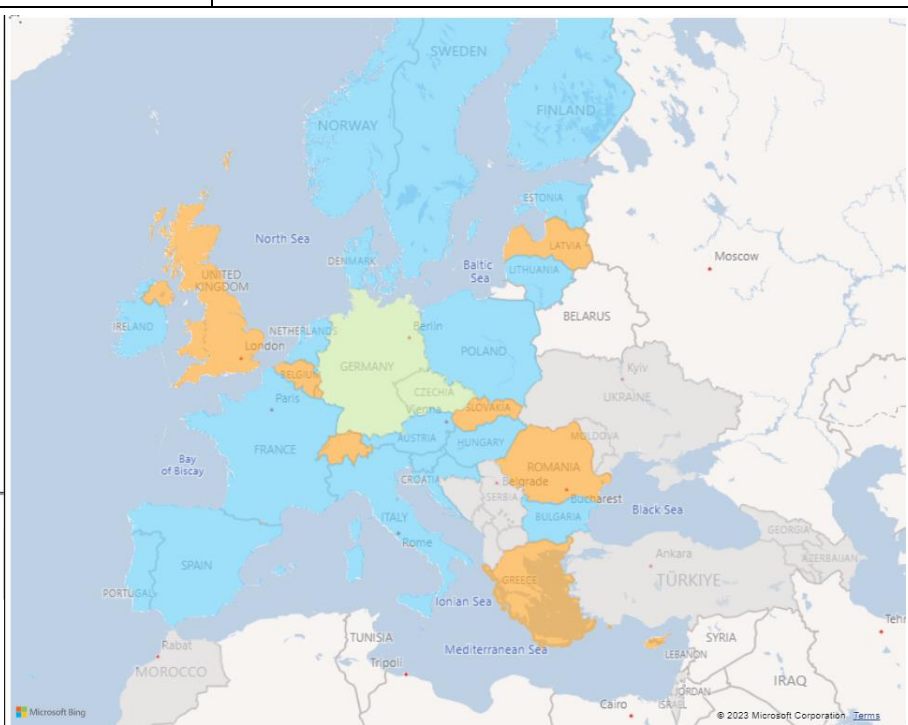 SWEDEN
FINLAND
NORWAY
ESTONIA
North Sea
LATVIA
Moscow
DENMARK
Baltic
Sea
LITHUANIA
UNITED
KINGDOM
BELARUS
IRELAND
NETHERLANDS
Berlin
London
POLAND
GERMANY
Kyiv
BELGIUM
UKRAINE
Paris
CZECHIA
Vienna
SLOVAKIA
MOLDOVA
AUSTRIA
HUNGARY
FRANCE
Bay
of Biscay
ROMANIA
CROATIA
Belgrade
SERBIA
Bucharest
Black Sea
ITALY
BULGARIA
GEORGIA
Rome
Ankara
AZERBAIJAN
SPAIN
TÜRKIYE
GREECE
PORTUGAL
Ionian Sea
TUNISIA
SYRIA
Rabat
Mediterranean Sea
LEBANON
Tripoli
MOROCCO
IRAQ
JORDAN
ISRAEL
Cairo
Microsoft Bing
© 2023 Microsoft Corporation Terms